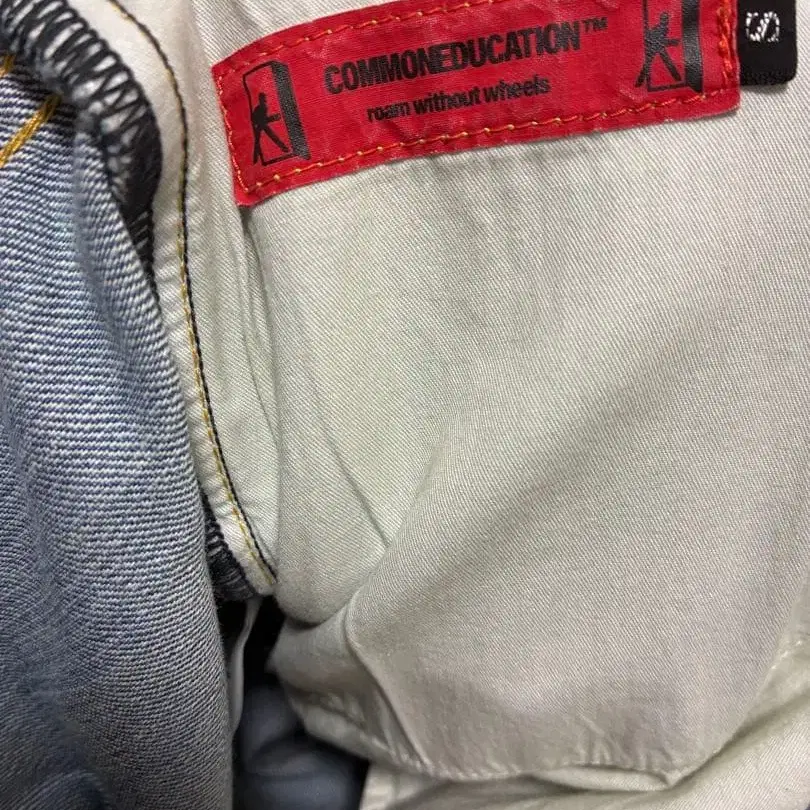 COMMONEDUCATION™
roam without wheels
S